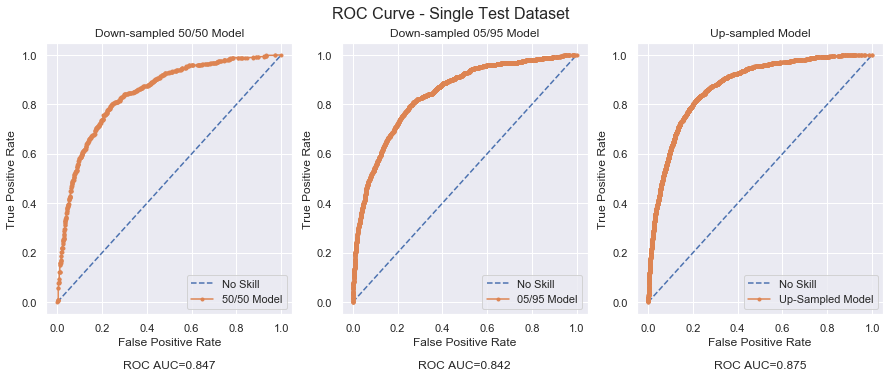 ROC Curve - Single Test Dataset
Down-sampled 50/50 Model
1.0
0.8
0.6
0.4
0.2
0.0
True Positive Rate
0.0 0.2 0.4 0.6 0.8 1.0
False Positive Rate
No Skill
50/50 Model
ROC AUC=0.847
Down-sampled 05/95 Model
1.0
0.8
0.6
0.4
0.2
0.0
True Positive Rate
0.0 0.2 0.4 0.6 0.8 1.0
False Positive Rate
No Skill
05/95 Model
ROC AUC=0.842
Up-sampled Model
1.0
0.8
0.6
0.4
0.2
0.0
True Positive Rate
0.0 0.2 0.4 0.6 0.8 1.0
False Positive Rate
No Skill
Up-Sampled Model
ROC AUC=0.875